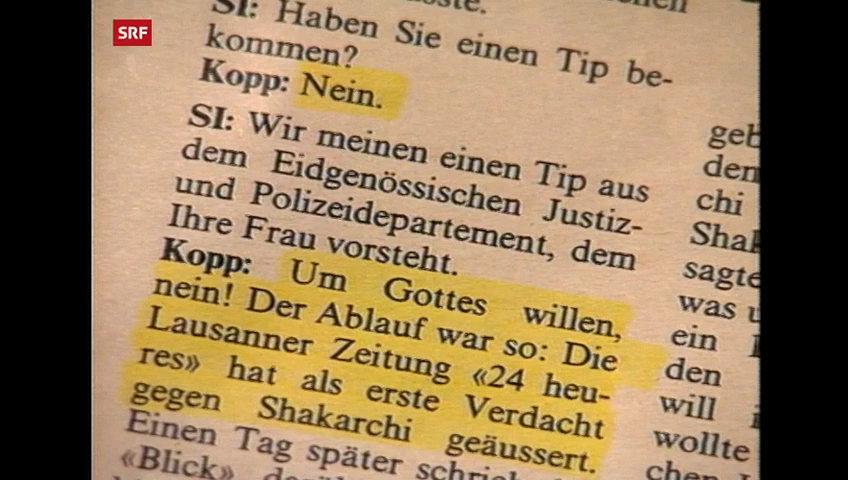 SRF
SI: Haben Sie einen Tip be-
kommen?
Kopp: Nein.
SI: Wir meinen einen Tip aus
dem Eidgenössischen Justiz-
und Polizeidepartement, dem
Ihre Frau vorsteht.
Kopp: Um Gottes willen,
nein! Der Ablauf war so: Die
Lausanner Zeitung «24 heu-
res» hat als erste Verdacht
gegen Shakarchi geäussert.
Einen Tag später
«Blick»
geb
den
chi
Shak
sagte
was
ein
den
will
wollte
chen